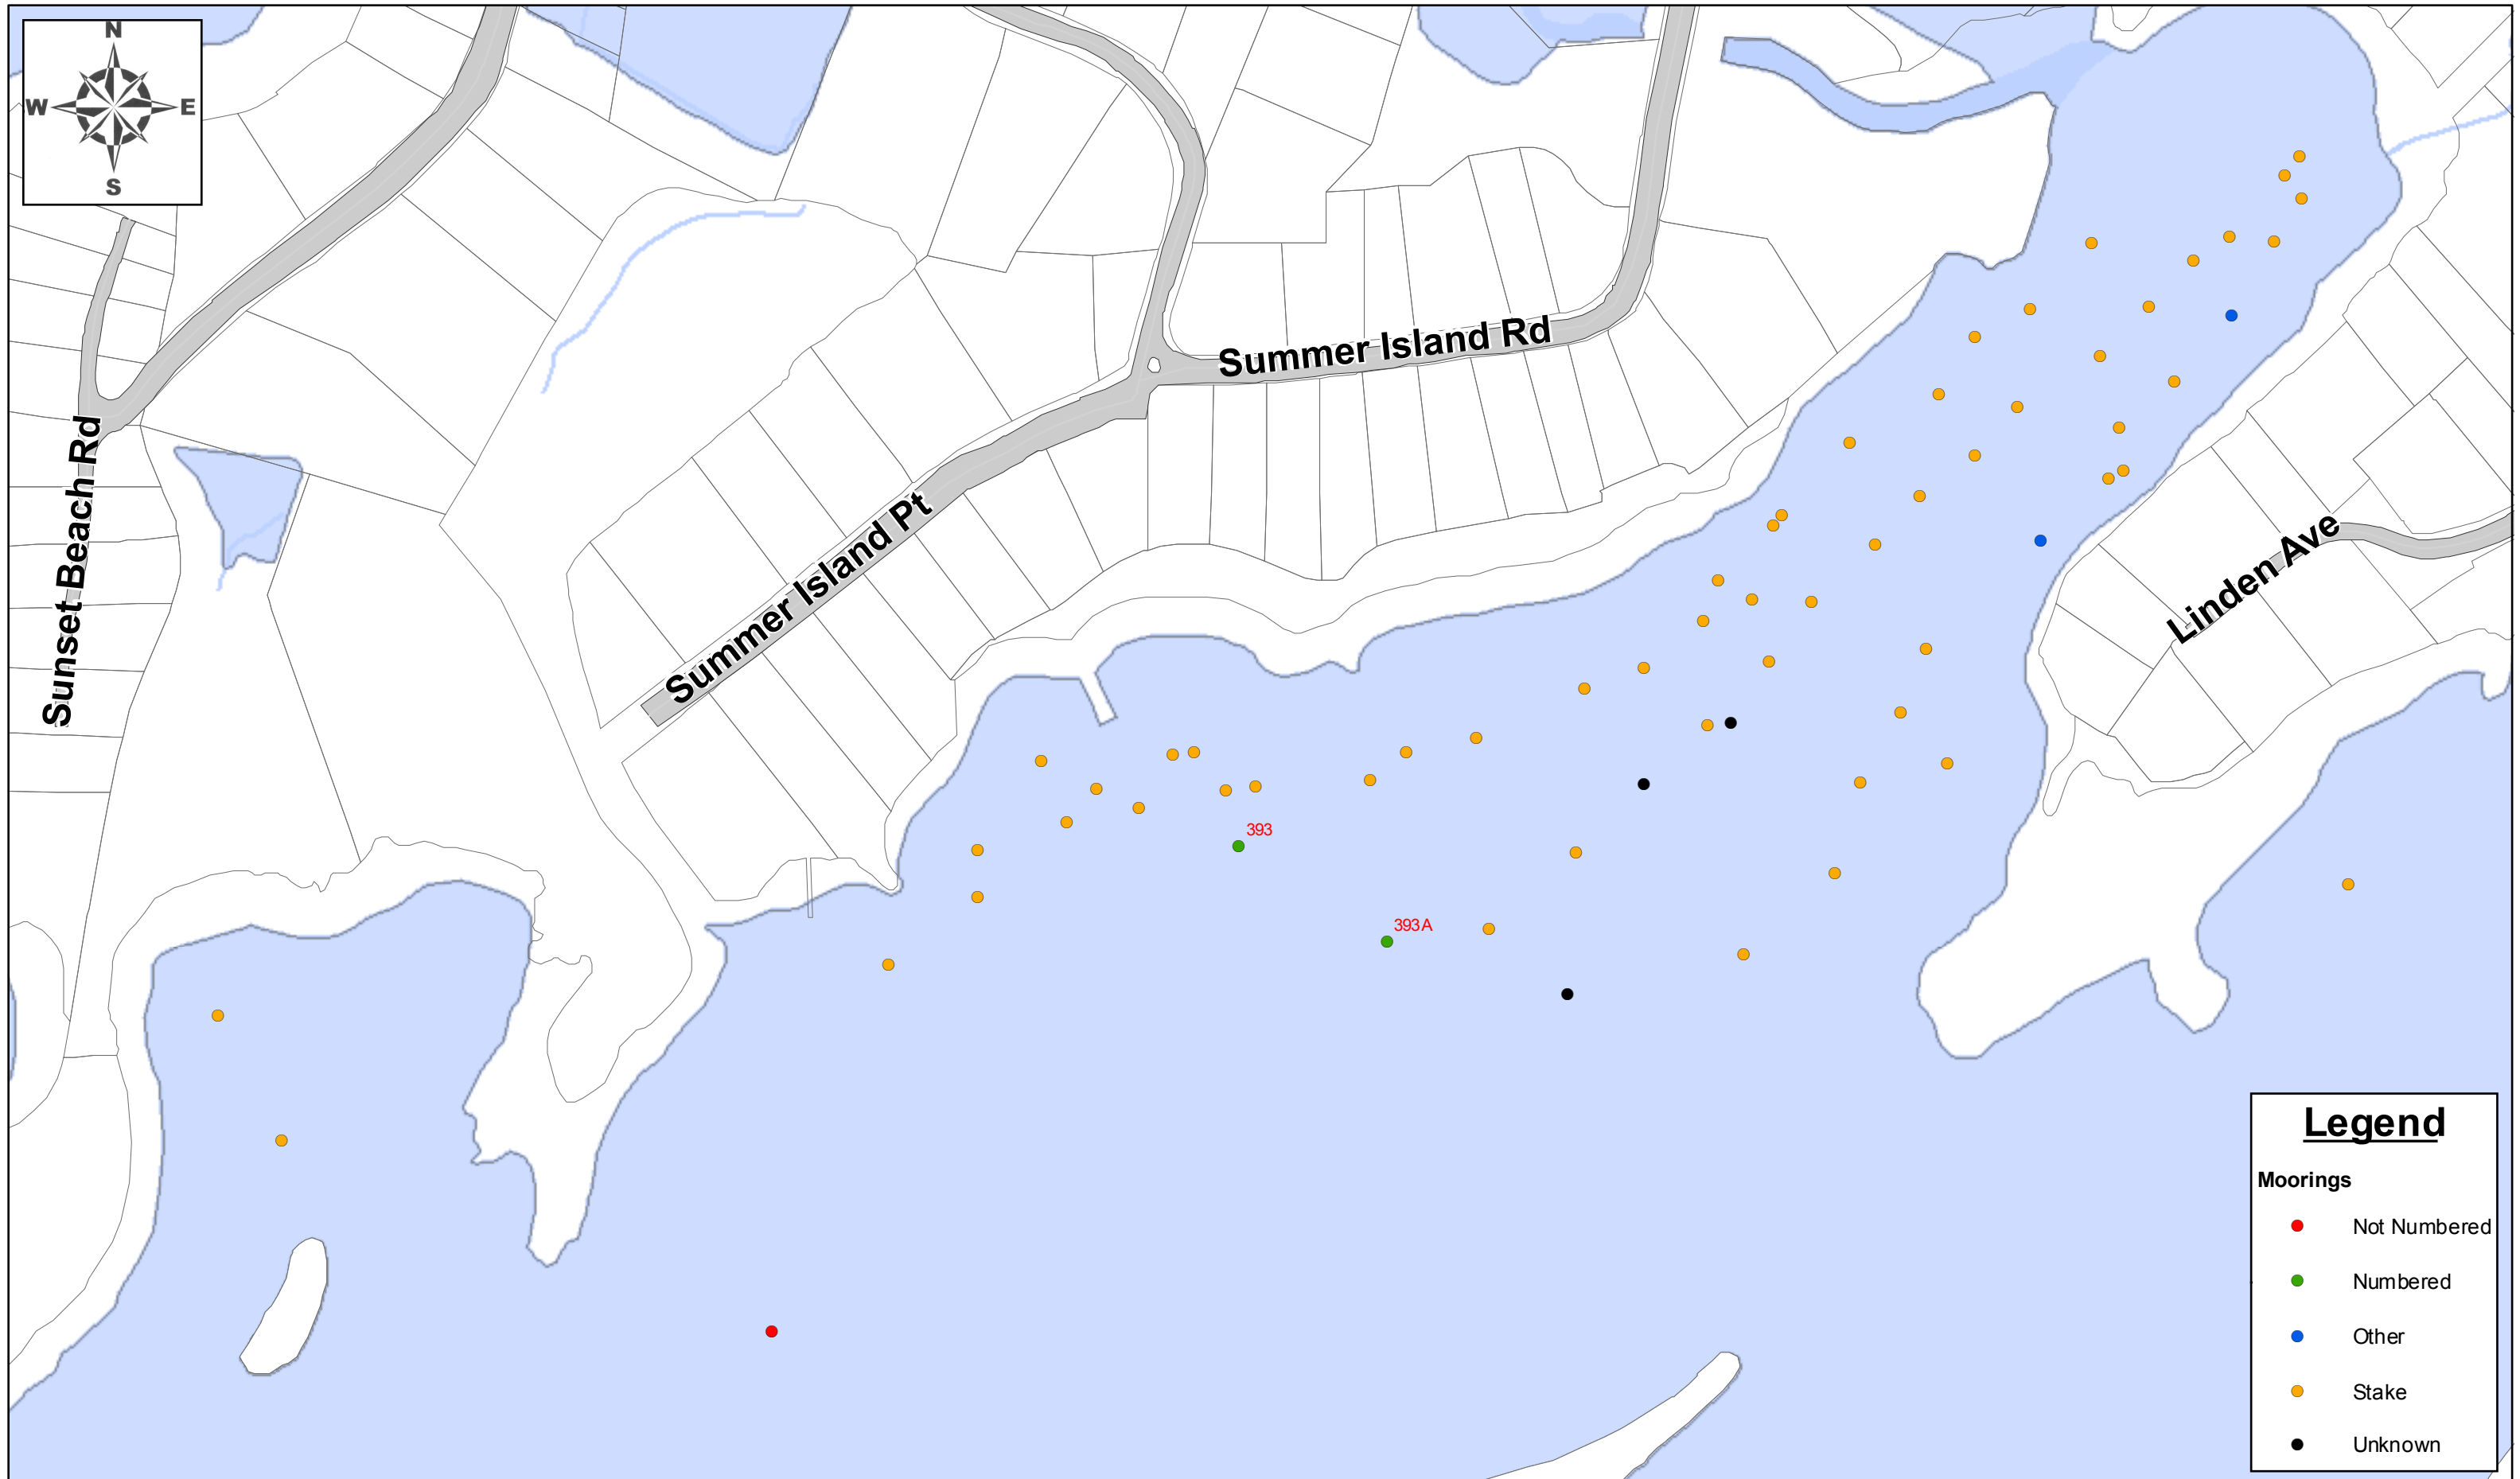 N
W E
S
Summer Island Rd
Sunset Beach Rd
Summer Island Pt
Linden Ave
393
393A
Legend
Moorings
Not Numbered
Numbered
Other
Stake
Unknown